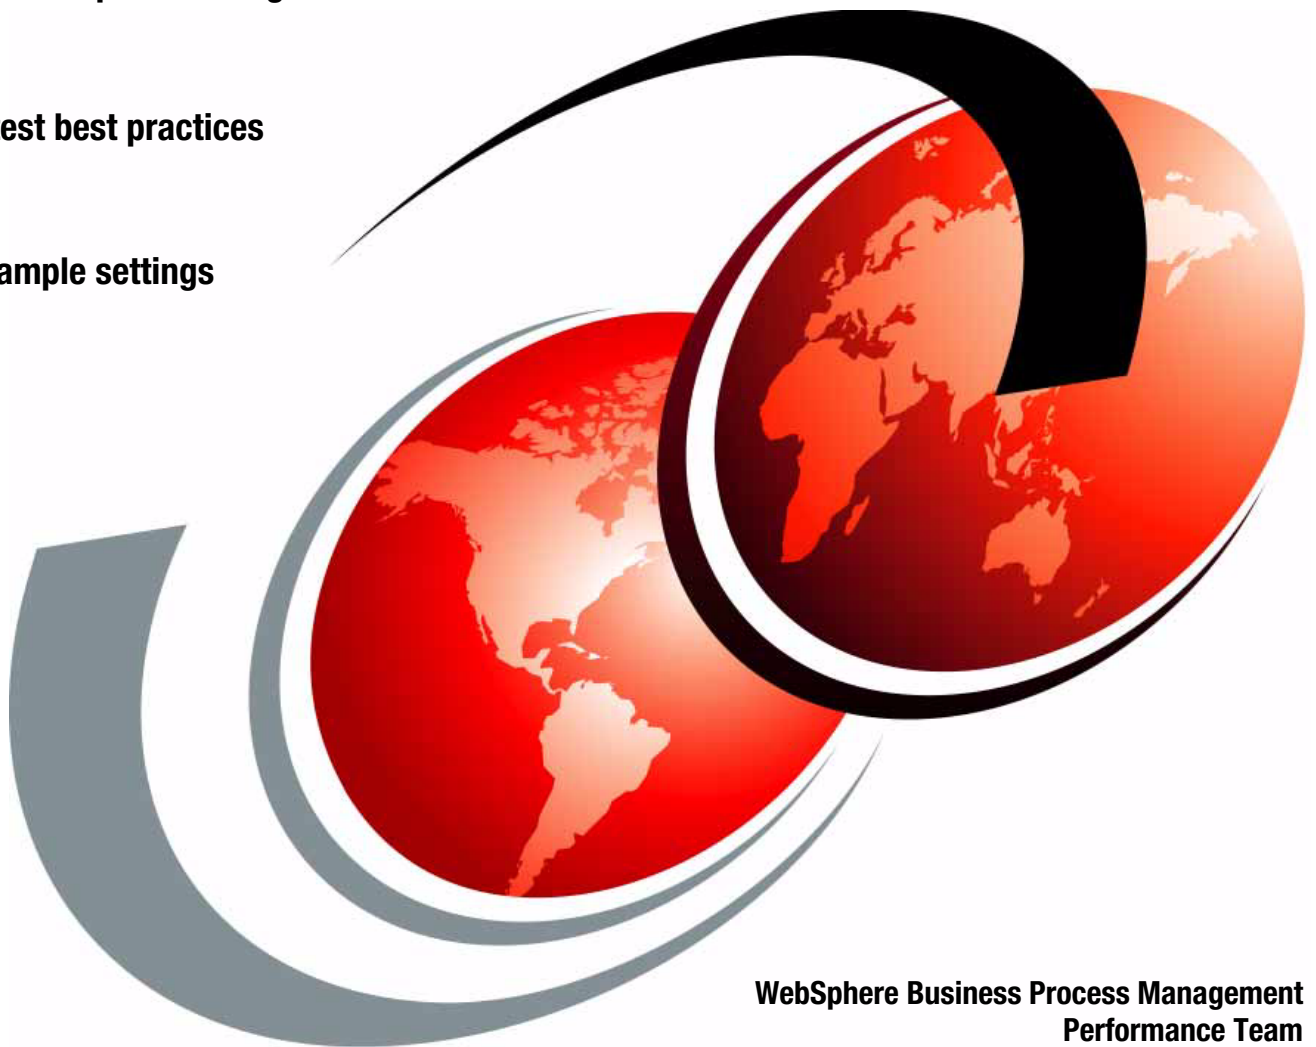 est best practices
ample settings
WebSphere Business Process Management
Performance Team